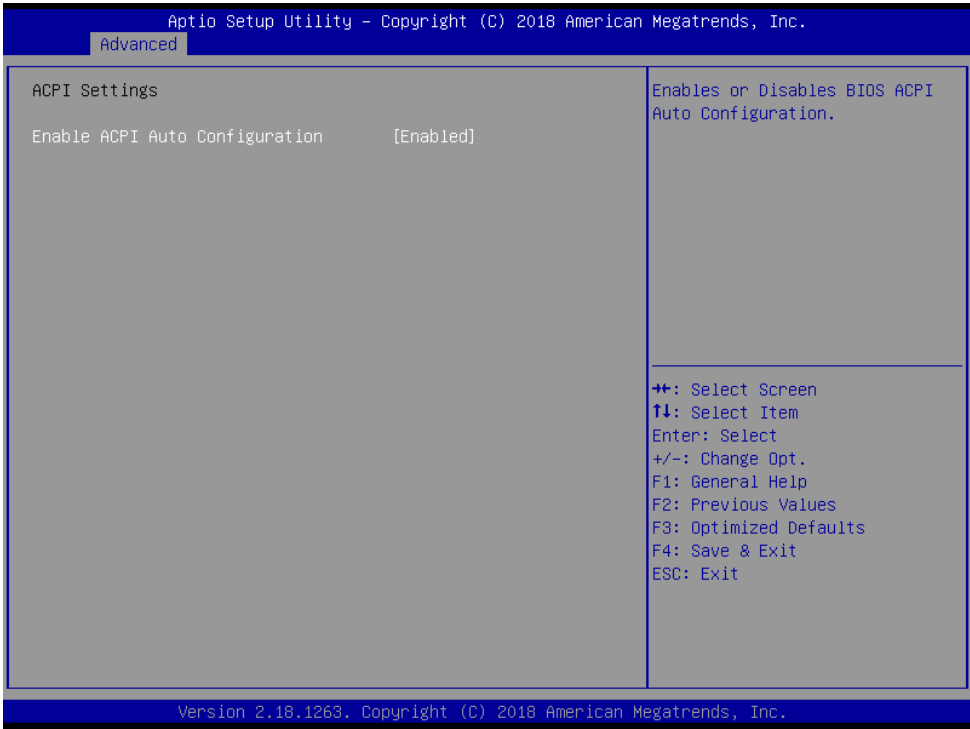 Aptio Setup Utility – Copyright (C) 2018 American Megatrends, Inc.
Advanced
ACPI Settings
Enable ACPI Auto Configuration [Enabled]
Enables or Disables BIOS ACPI
Auto Configuration.
→←: Select Screen
↑↓: Select Item
Enter: Select
+/-: Change Opt.
F1: General Help
F2: Previous Values
F3: Optimized Defaults
F4: Save & Exit
ESC: Exit
Version 2.18.1263. Copyright (C) 2018 American Megatrends, Inc.